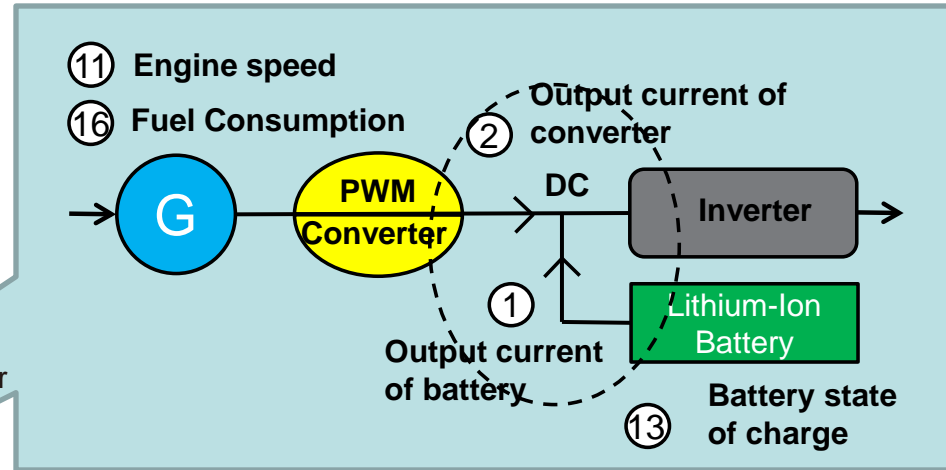 11 Engine speed
16 Fuel Consumption
2 Output current of
converter
G
PWM
Converter
DC
Inverter
1
Output current
of battery
Lithium-Ion
Battery
r
13 Battery state
of charge